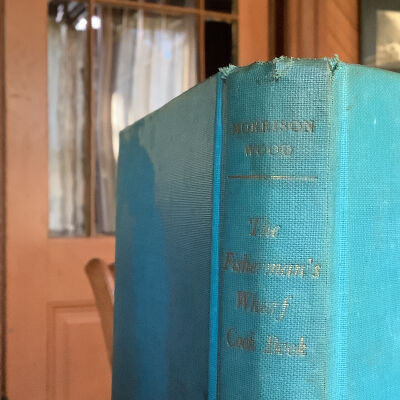 MORRISON
WOOD
The
Fisherman's
Wharf
Cook Book